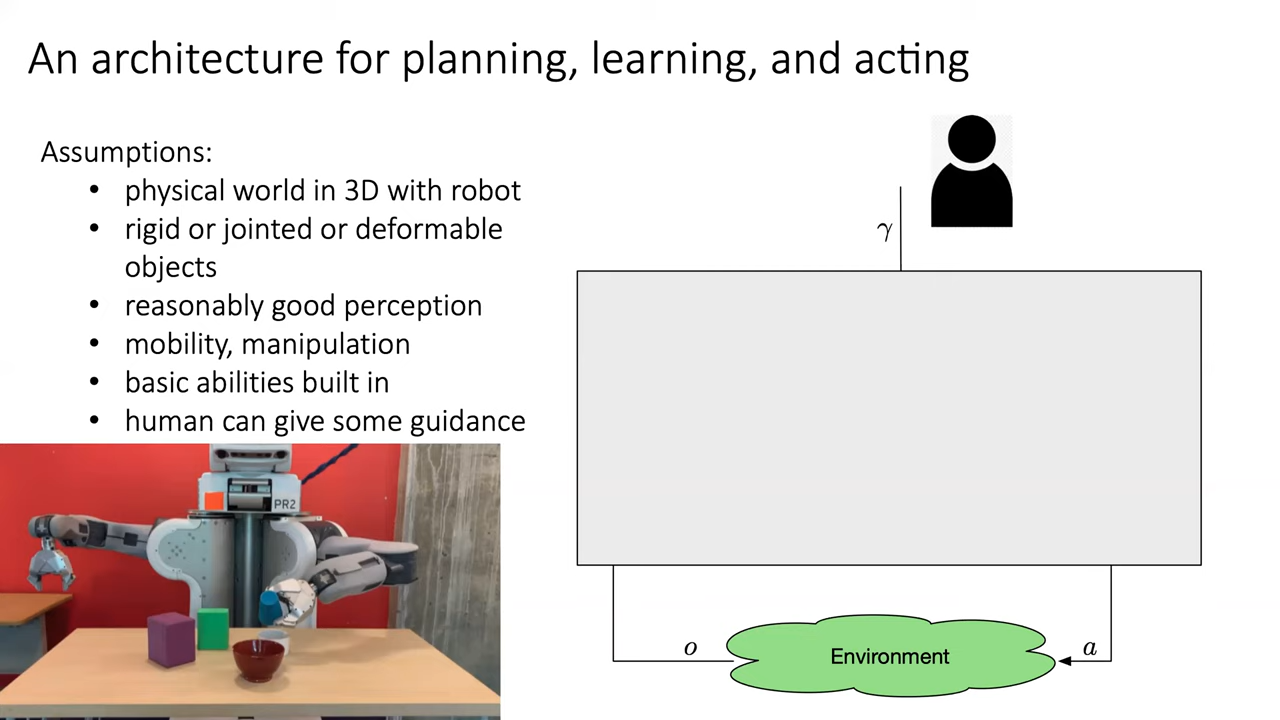 An architecture for planning, learning, and acting
Assumptions:
• physical world in 3D with robot
• rigid or jointed or deformable
objects
• reasonably good perception
• mobility, manipulation
• basic abilities built in
• human can give some guidance
γ
PR2
o
Environment
a